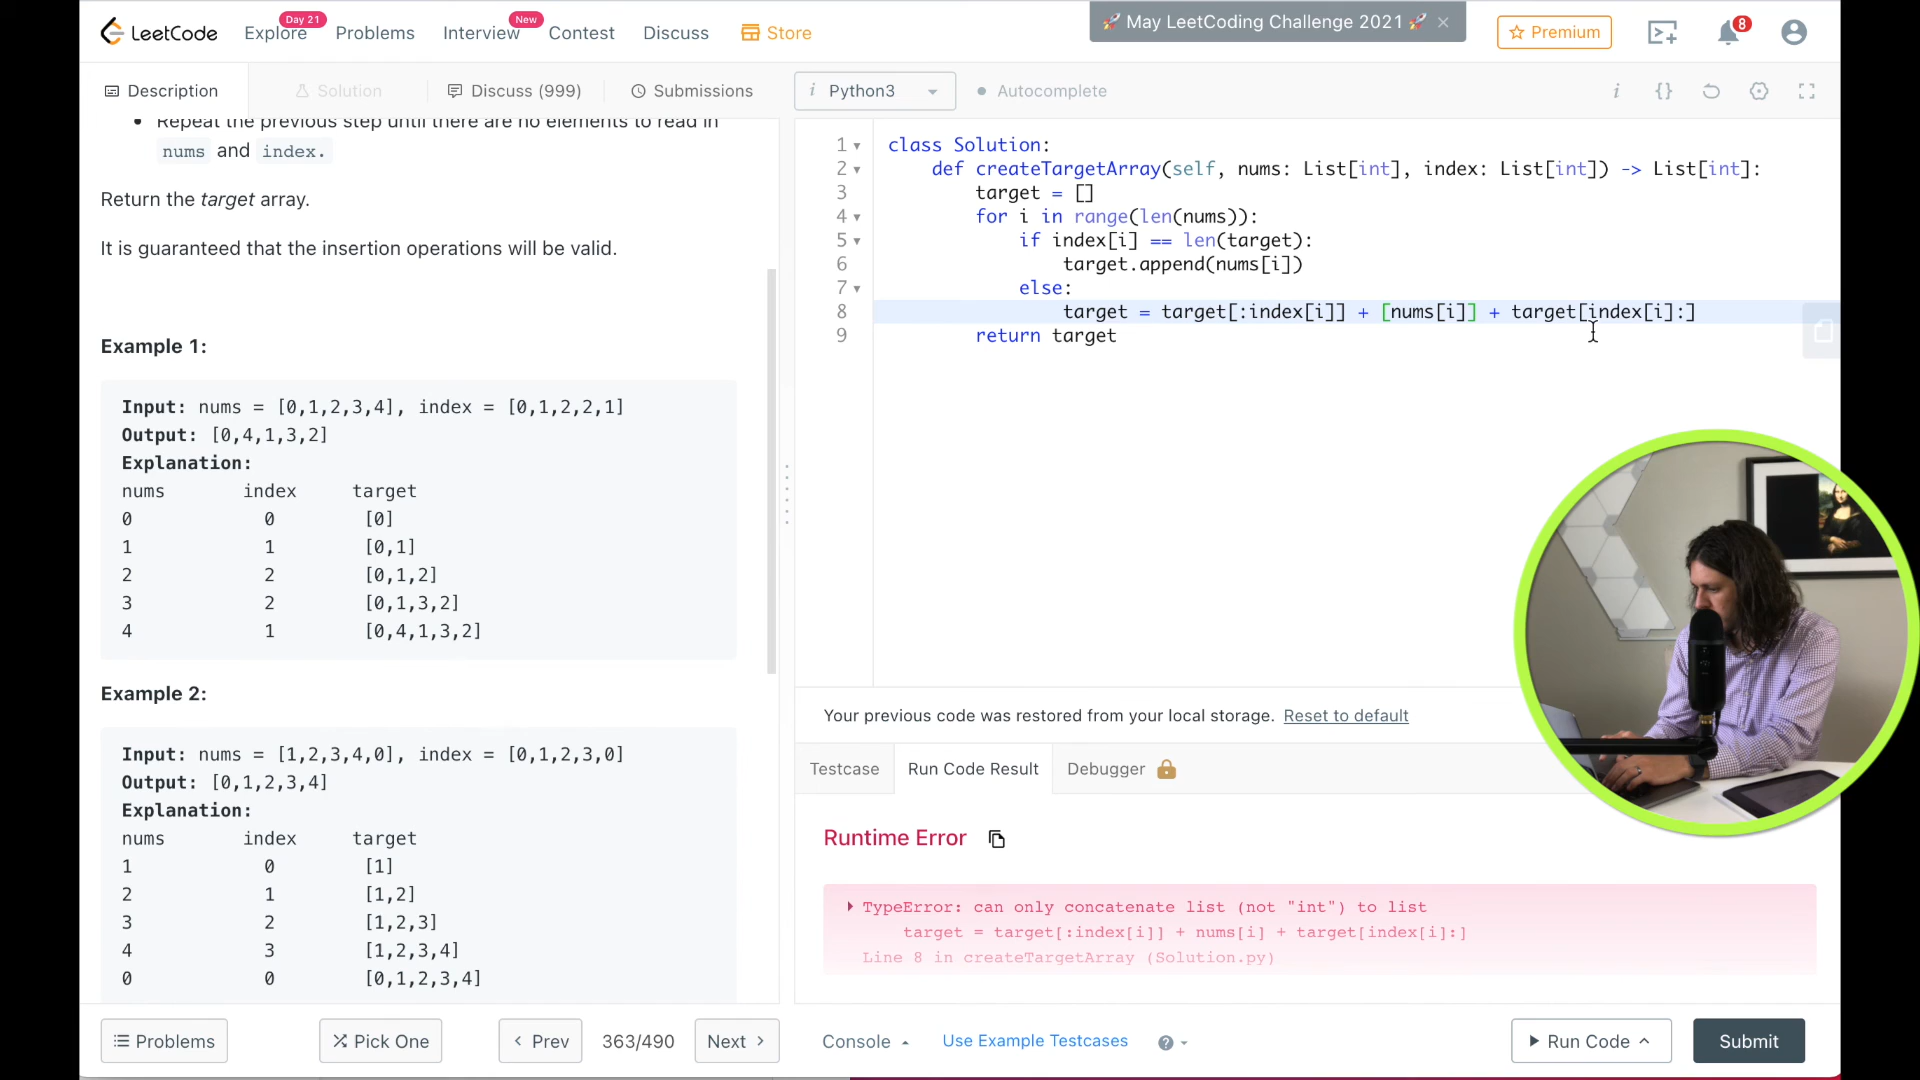 LeetCode
Explore
Day 21
Problems
Interview
New
Contest
Discuss
Store
🚀 May LeetCoding Challenge 2021 🚀 ×
Premium
8
Description
Solution
Discuss (999)
Submissions
i Python3
Autocomplete
i {}
• Repeat the previous step until there are no elements to read in
nums and index.
Return the target array.
It is guaranteed that the insertion operations will be valid.
Example 1:
Input: nums = [0,1,2,3,4], index = [0,1,2,2,1]
Output: [0,4,1,3,2]
Explanation:
nums index target
0 0 [0]
1 1 [0,1]
2 2 [0,1,2]
3 2 [0,1,3,2]
4 1 [0,4,1,3,2]
Example 2:
Input: nums = [1,2,3,4,0], index = [0,1,2,3,0]
Output: [0,1,2,3,4]
Explanation:
nums index target
1 0 [1]
2 1 [1,2]
3 2 [1,2,3]
4 3 [1,2,3,4]
0 0 [0,1,2,3,4]
1 class Solution:
2 def createTargetArray(self, nums: List[int], index: List[int]) -> List[int]:
3 target = []
4 for i in range(len(nums)):
5 if index[i] == len(target):
6 target.append(nums[i])
7 else:
8 target = target[:index[i]] + [nums[i]] + target[index[i]:]
9 return target
Your previous code was restored from your local storage. Reset to default
Testcase
Run Code Result
Debugger
Runtime Error
TypeError: can only concatenate list (not "int") to list
target = target[:index[i]] + nums[i] + target[index[i]:]
Line 8 in createTargetArray (Solution.py)
Problems
Pick One
< Prev
363/490
Next >
Console
Use Example Testcases
?
Run Code
Submit